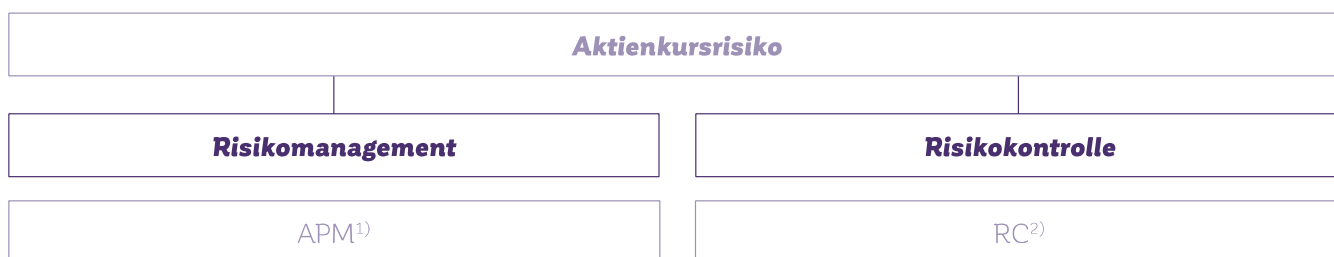 Aktienkursrisiko
Risikomanagement
Risikokontrolle
APM¹⁾
RC²⁾